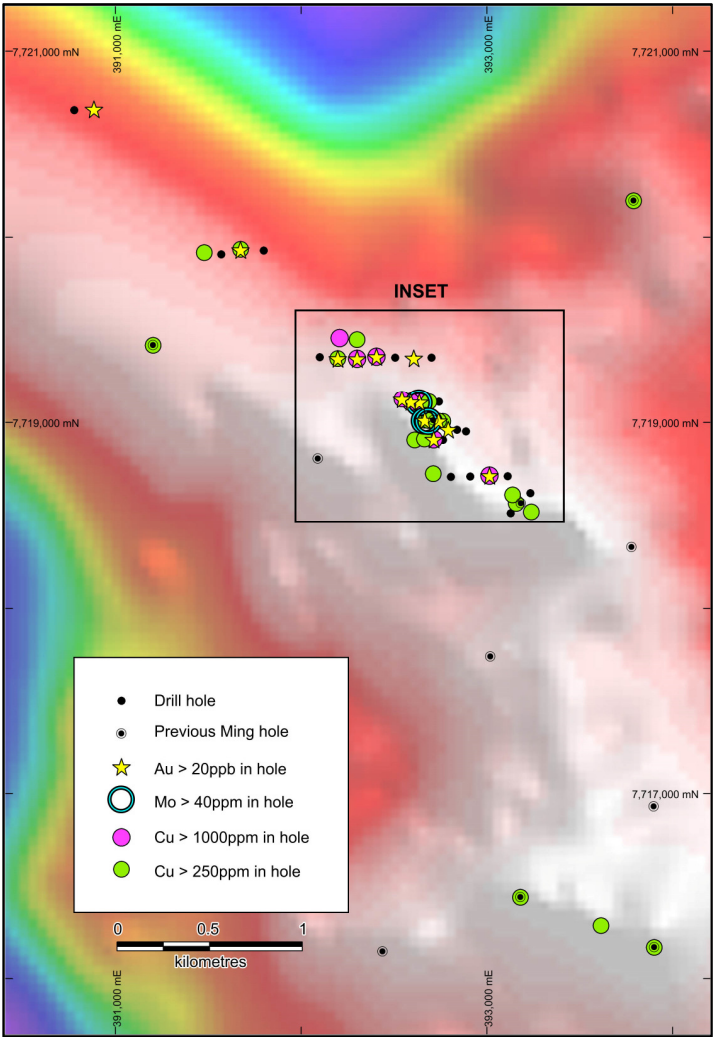 391,000 mE
393,000 mE
7,721,000 mN
7,721,000 mN
INSET
7,719,000 mN
7,719,000 mN
Drill hole
Previous Ming hole
Au > 20ppb in hole
Mo > 40ppm in hole
Cu > 1000ppm in hole
Cu > 250ppm in hole
7,717,000 mN
0 0.5 1
kilometres
391,000 mE
393,000 mE